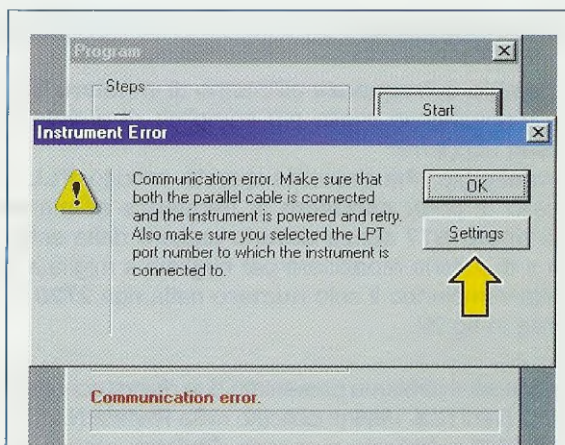 Program
Steps
Start
Instrument Error
Communication error. Make sure that
both the parallel cable is connected
and the instrument is powered and retry.
Also make sure you selected the LPT
port number to which the instrument is
connected to.
OK
Settings
Communication error.